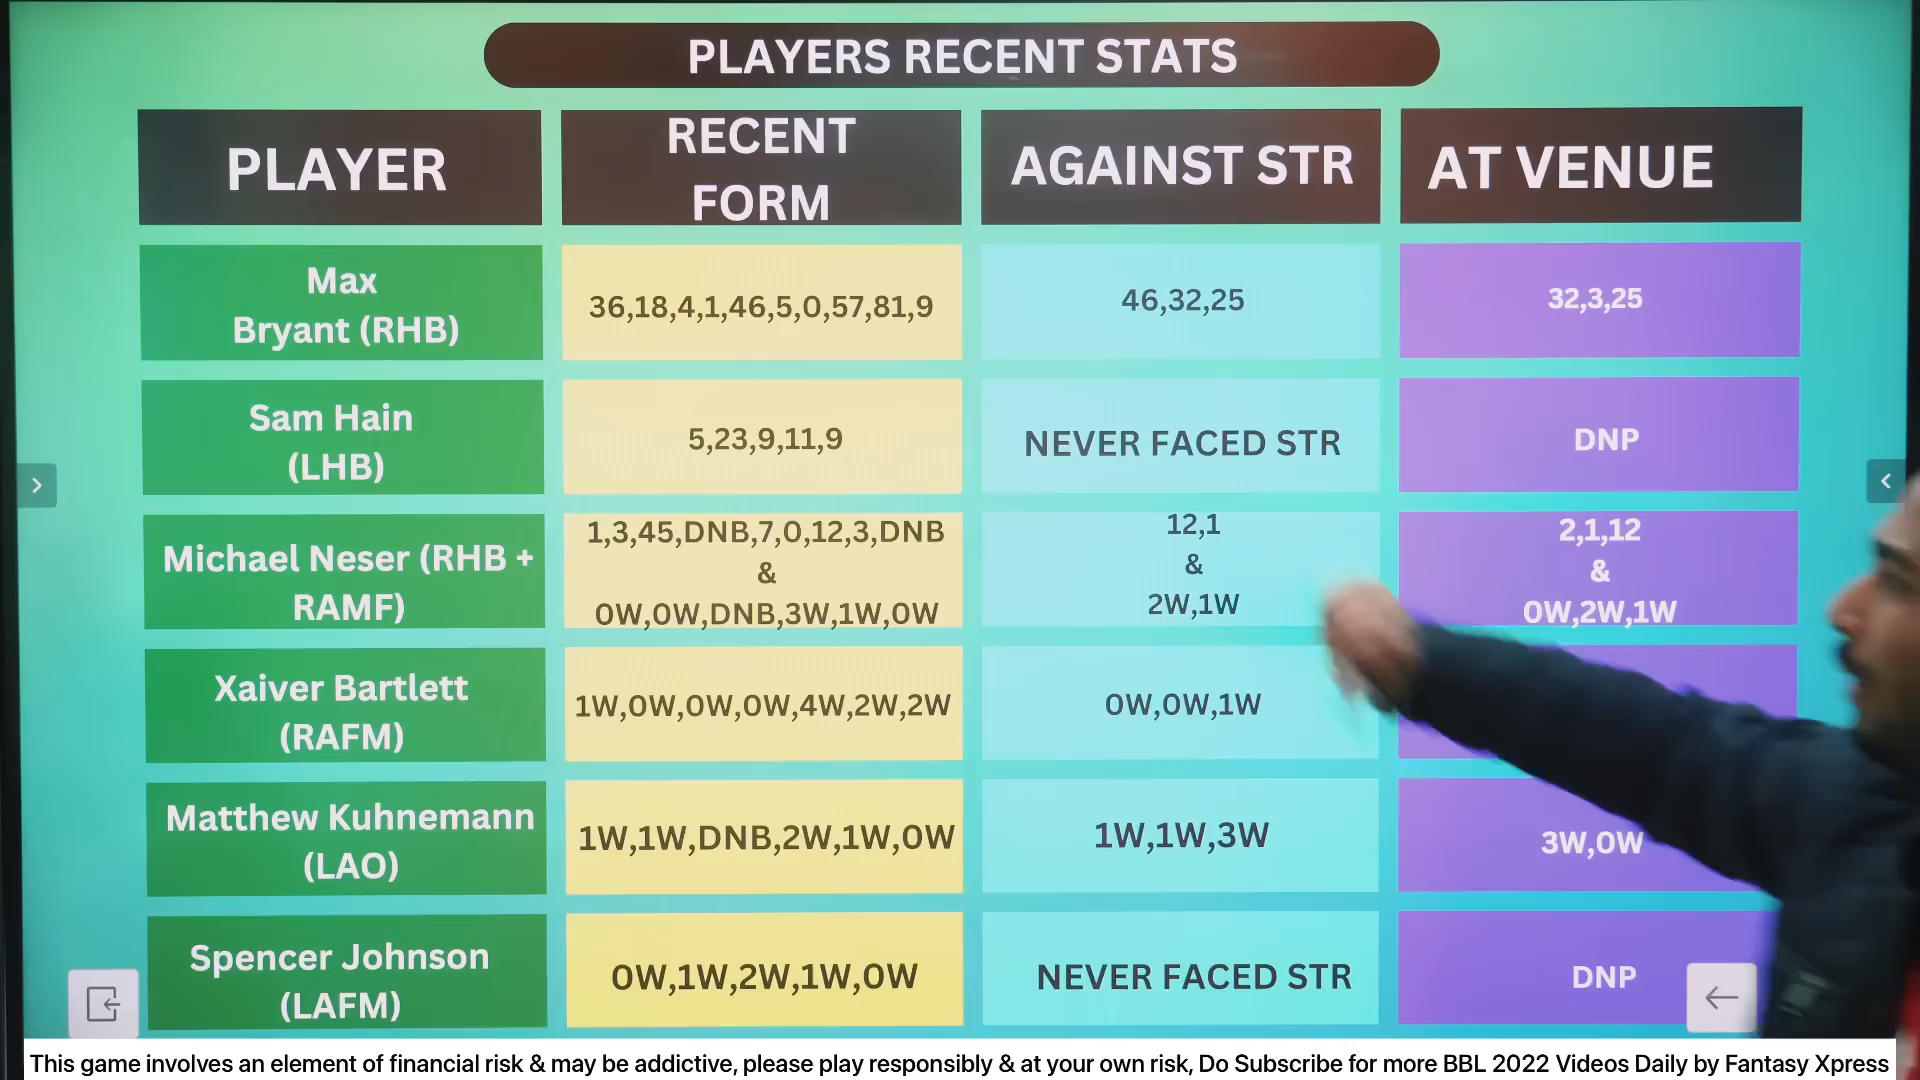 PLAYERS RECENT STATS
PLAYER
RECENT
FORM
AGAINST STR
AT VENUE
Max
Bryant (RHB)
36,18,4,1,46,5,0,57,81,9
46,32,25
32,3,25
Sam Hain
(LHB)
5,23,9,11,9
NEVER FACED STR
DNP
Michael Neser (RHB +
RAMF)
1,3,45,DNB,7,0,12,3,DNB
&
0W,0W,DNB,3W,1W,0W
12,1
&
2W,1W
2,1,12
&
0W,2W,1W
Xaiver Bartlett
(RAFM)
1W,0W,0W,0W,4W,2W,2W
0W,0W,1W
Matthew Kuhnemann
(LAO)
1W,1W,DNB,2W,1W,0W
1W,1W,3W
3W,0W
Spencer Johnson
(LAFM)
0W,1W,2W,1W,0W
NEVER FACED STR
DNP
This game involves an element of financial risk & may be addictive, please play responsibly & at your own risk, Do Subscribe for more BBL 2022 Videos Daily by Fantasy Xpress